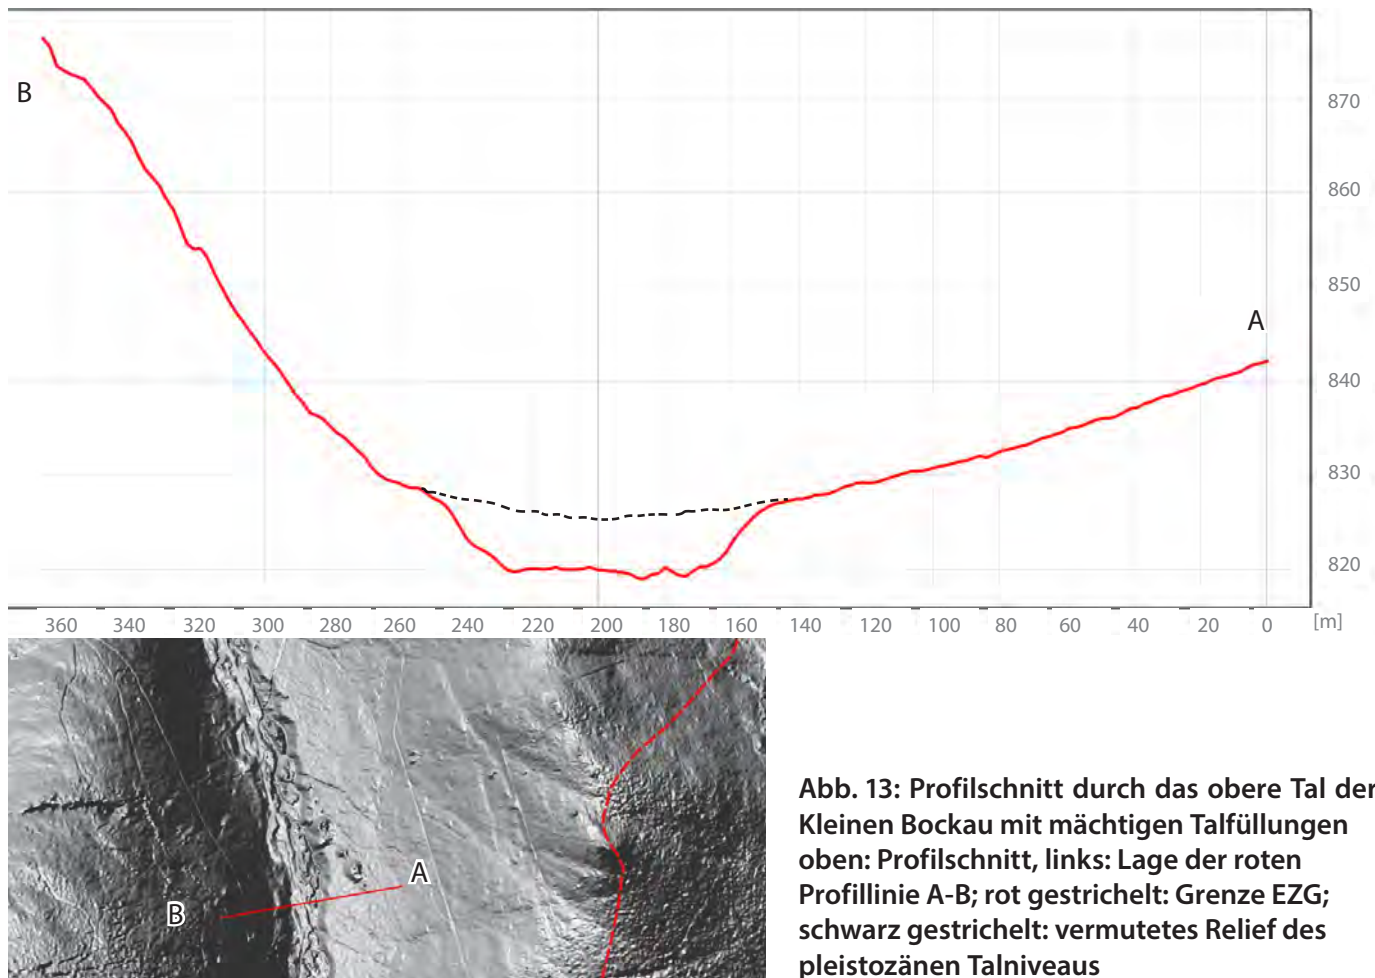 B
870
860
850
A
840
830
820
360 340 320 300 280 260 240 220 200 180 160 140 120 100 80 60 40 20 0 [m]
A
B
Abb. 13: Profilschnitt durch das obere Tal der
Kleinen Bockau mit mächtigen Talfüllungen
oben: Profilschnitt, links: Lage der roten
Profillinie A-B; rot gestrichelt: Grenze EZG;
schwarz gestrichelt: vermutetes Relief des
pleistozänen Talniveaus